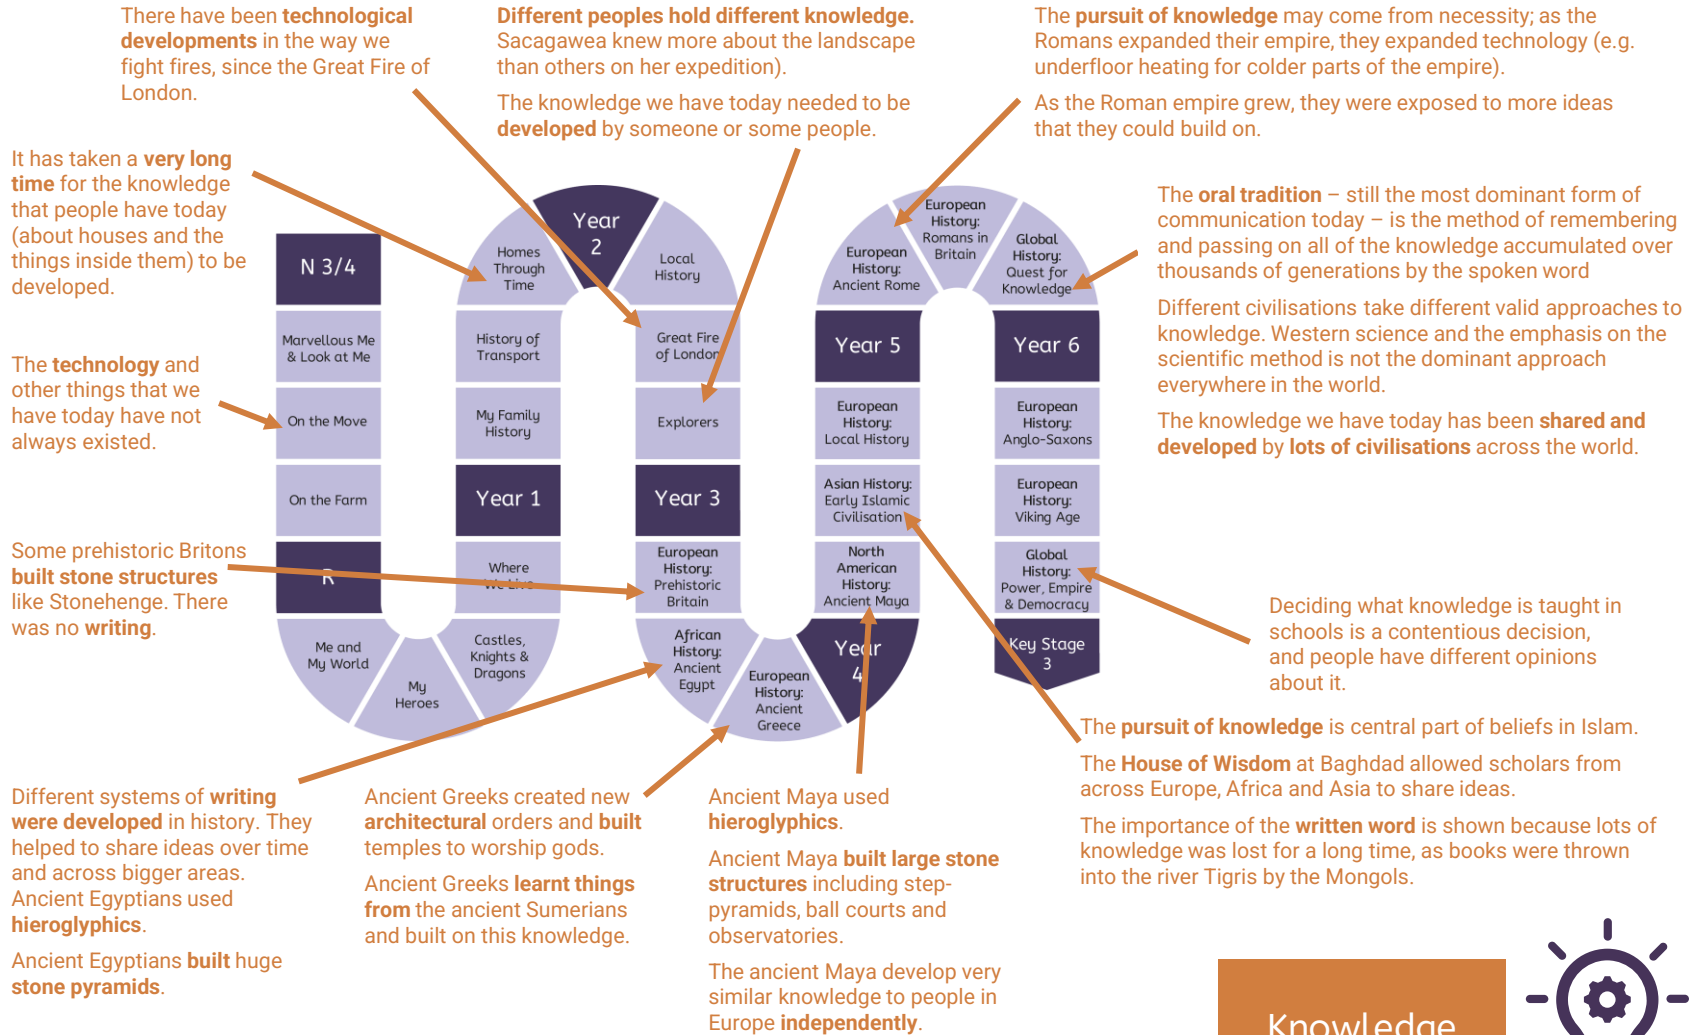 There have been technological
developments in the way we
fight fires, since the Great Fire of
London.
Different peoples hold different knowledge.
Sacagawea knew more about the landscape
than others on her expedition).
The knowledge we have today needed to be
developed by someone or some people.
The pursuit of knowledge may come from necessity; as the
Romans expanded their empire, they expanded technology (e.g.
underfloor heating for colder parts of the empire).
As the Roman empire grew, they were exposed to more ideas
that they could build on.
It has taken a very long
time for the knowledge
that people have today
(about houses and the
things inside them) to be
developed.
The technology and
other things that we
have today have not
always existed.
Some prehistoric Britons
built stone structures
like Stonehenge. There
was no writing.
N 3/4
Marvellous Me
& Look at Me
On the Move
On the Farm
R
Me and
My World
My
Heroes
Castles,
Knights &
Dragons
Where
We Live
Year 1
My Family
History
History of
Transport
Homes
Through
Time
Year
2
Local
History
Great Fire
of London
Explorers
Year 3
European
History:
Prehistoric
Britain
African
History:
Ancient
Egypt
European
History:
Ancient
Greece
Year
4
North
American
History:
Ancient Maya
Asian History:
Early Islamic
Civilisation
European
History:
Local History
Year 5
European
History:
Ancient Rome
European
History:
Romans in
Britain
Global
History:
Quest for
Knowledge
Year 6
European
History:
Anglo-Saxons
European
History:
Viking Age
Global
History:
Power, Empire
& Democracy
Key Stage
3
The oral tradition – still the most dominant form of
communication today – is the method of remembering
and passing on all of the knowledge accumulated over
thousands of generations by the spoken word
Different civilisations take different valid approaches to
knowledge. Western science and the emphasis on the
scientific method is not the dominant approach
everywhere in the world.
The knowledge we have today has been shared and
developed by lots of civilisations across the world.
Deciding what knowledge is taught in
schools is a contentious decision,
and people have different opinions
about it.
The pursuit of knowledge is central part of beliefs in Islam.
The House of Wisdom at Baghdad allowed scholars from
across Europe, Africa and Asia to share ideas.
The importance of the written word is shown because lots of
knowledge was lost for a long time, as books were thrown
into the river Tigris by the Mongols.
Different systems of writing
were developed in history. They
helped to share ideas over time
and across bigger areas.
Ancient Egyptians used
hieroglyphics.
Ancient Egyptians built huge
stone pyramids.
Ancient Greeks created new
architectural orders and built
temples to worship gods.
Ancient Greeks learnt things
from the ancient Sumerians
and built on this knowledge.
Ancient Maya used
hieroglyphics.
Ancient Maya built large stone
structures including step-
pyramids, ball courts and
observatories.
The ancient Maya develop very
similar knowledge to people in
Europe independently.
Knowledge